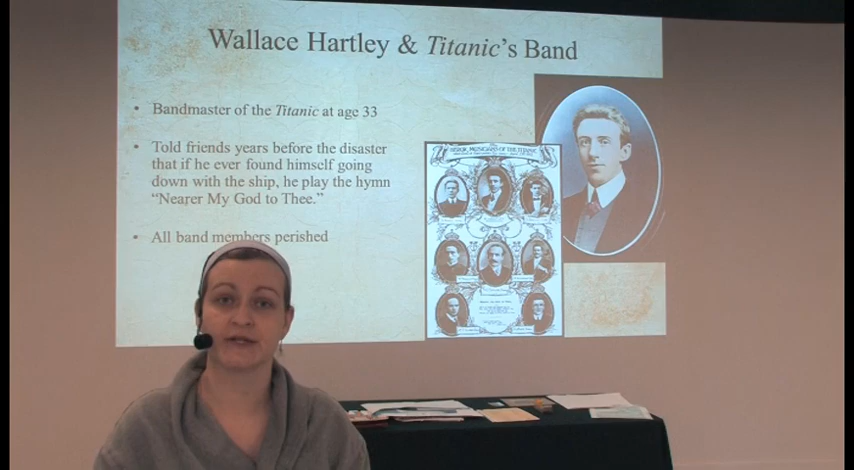 Wallace Hartley & Titanic's Band
• Bandmaster of the Titanic at age 33
• Told friends years before the disaster
that if he ever found himself going
down with the ship, he play the hymn
"Nearer My God to Thee."
• All band members perished
MUSICIANS OF THE TITANIC